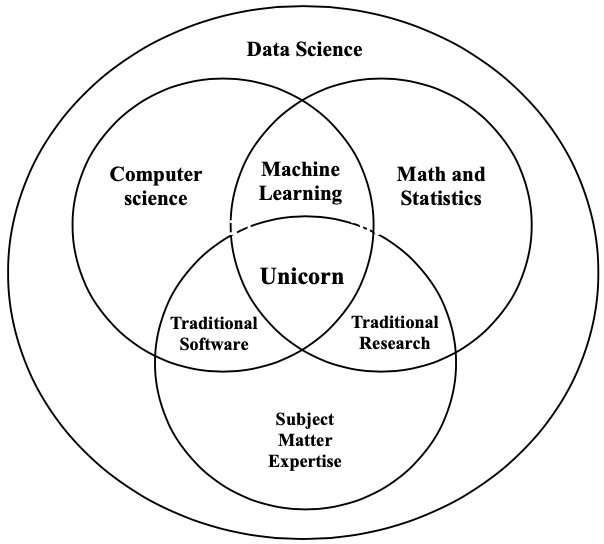 Data Science
Computer
science
Machine
Learning
Math and
Statistics
Unicorn
Traditional
Software
Traditional
Research
Subject
Matter
Expertise